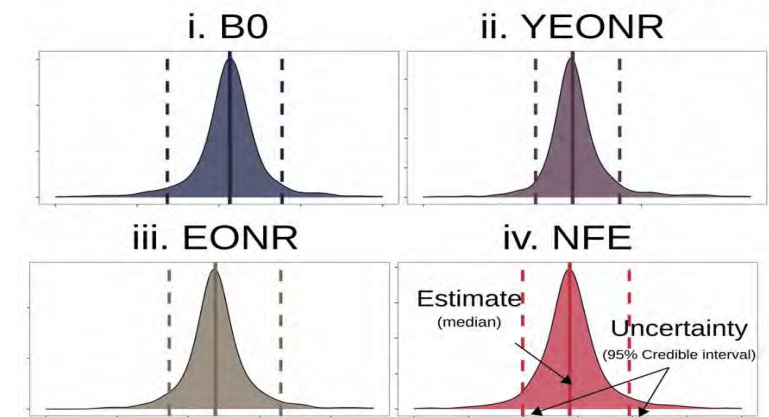 i. B0
ii. YEONR
iii. EONR
iv. NFE
Estimate
(median)
Uncertainty
(95% Credible interval)